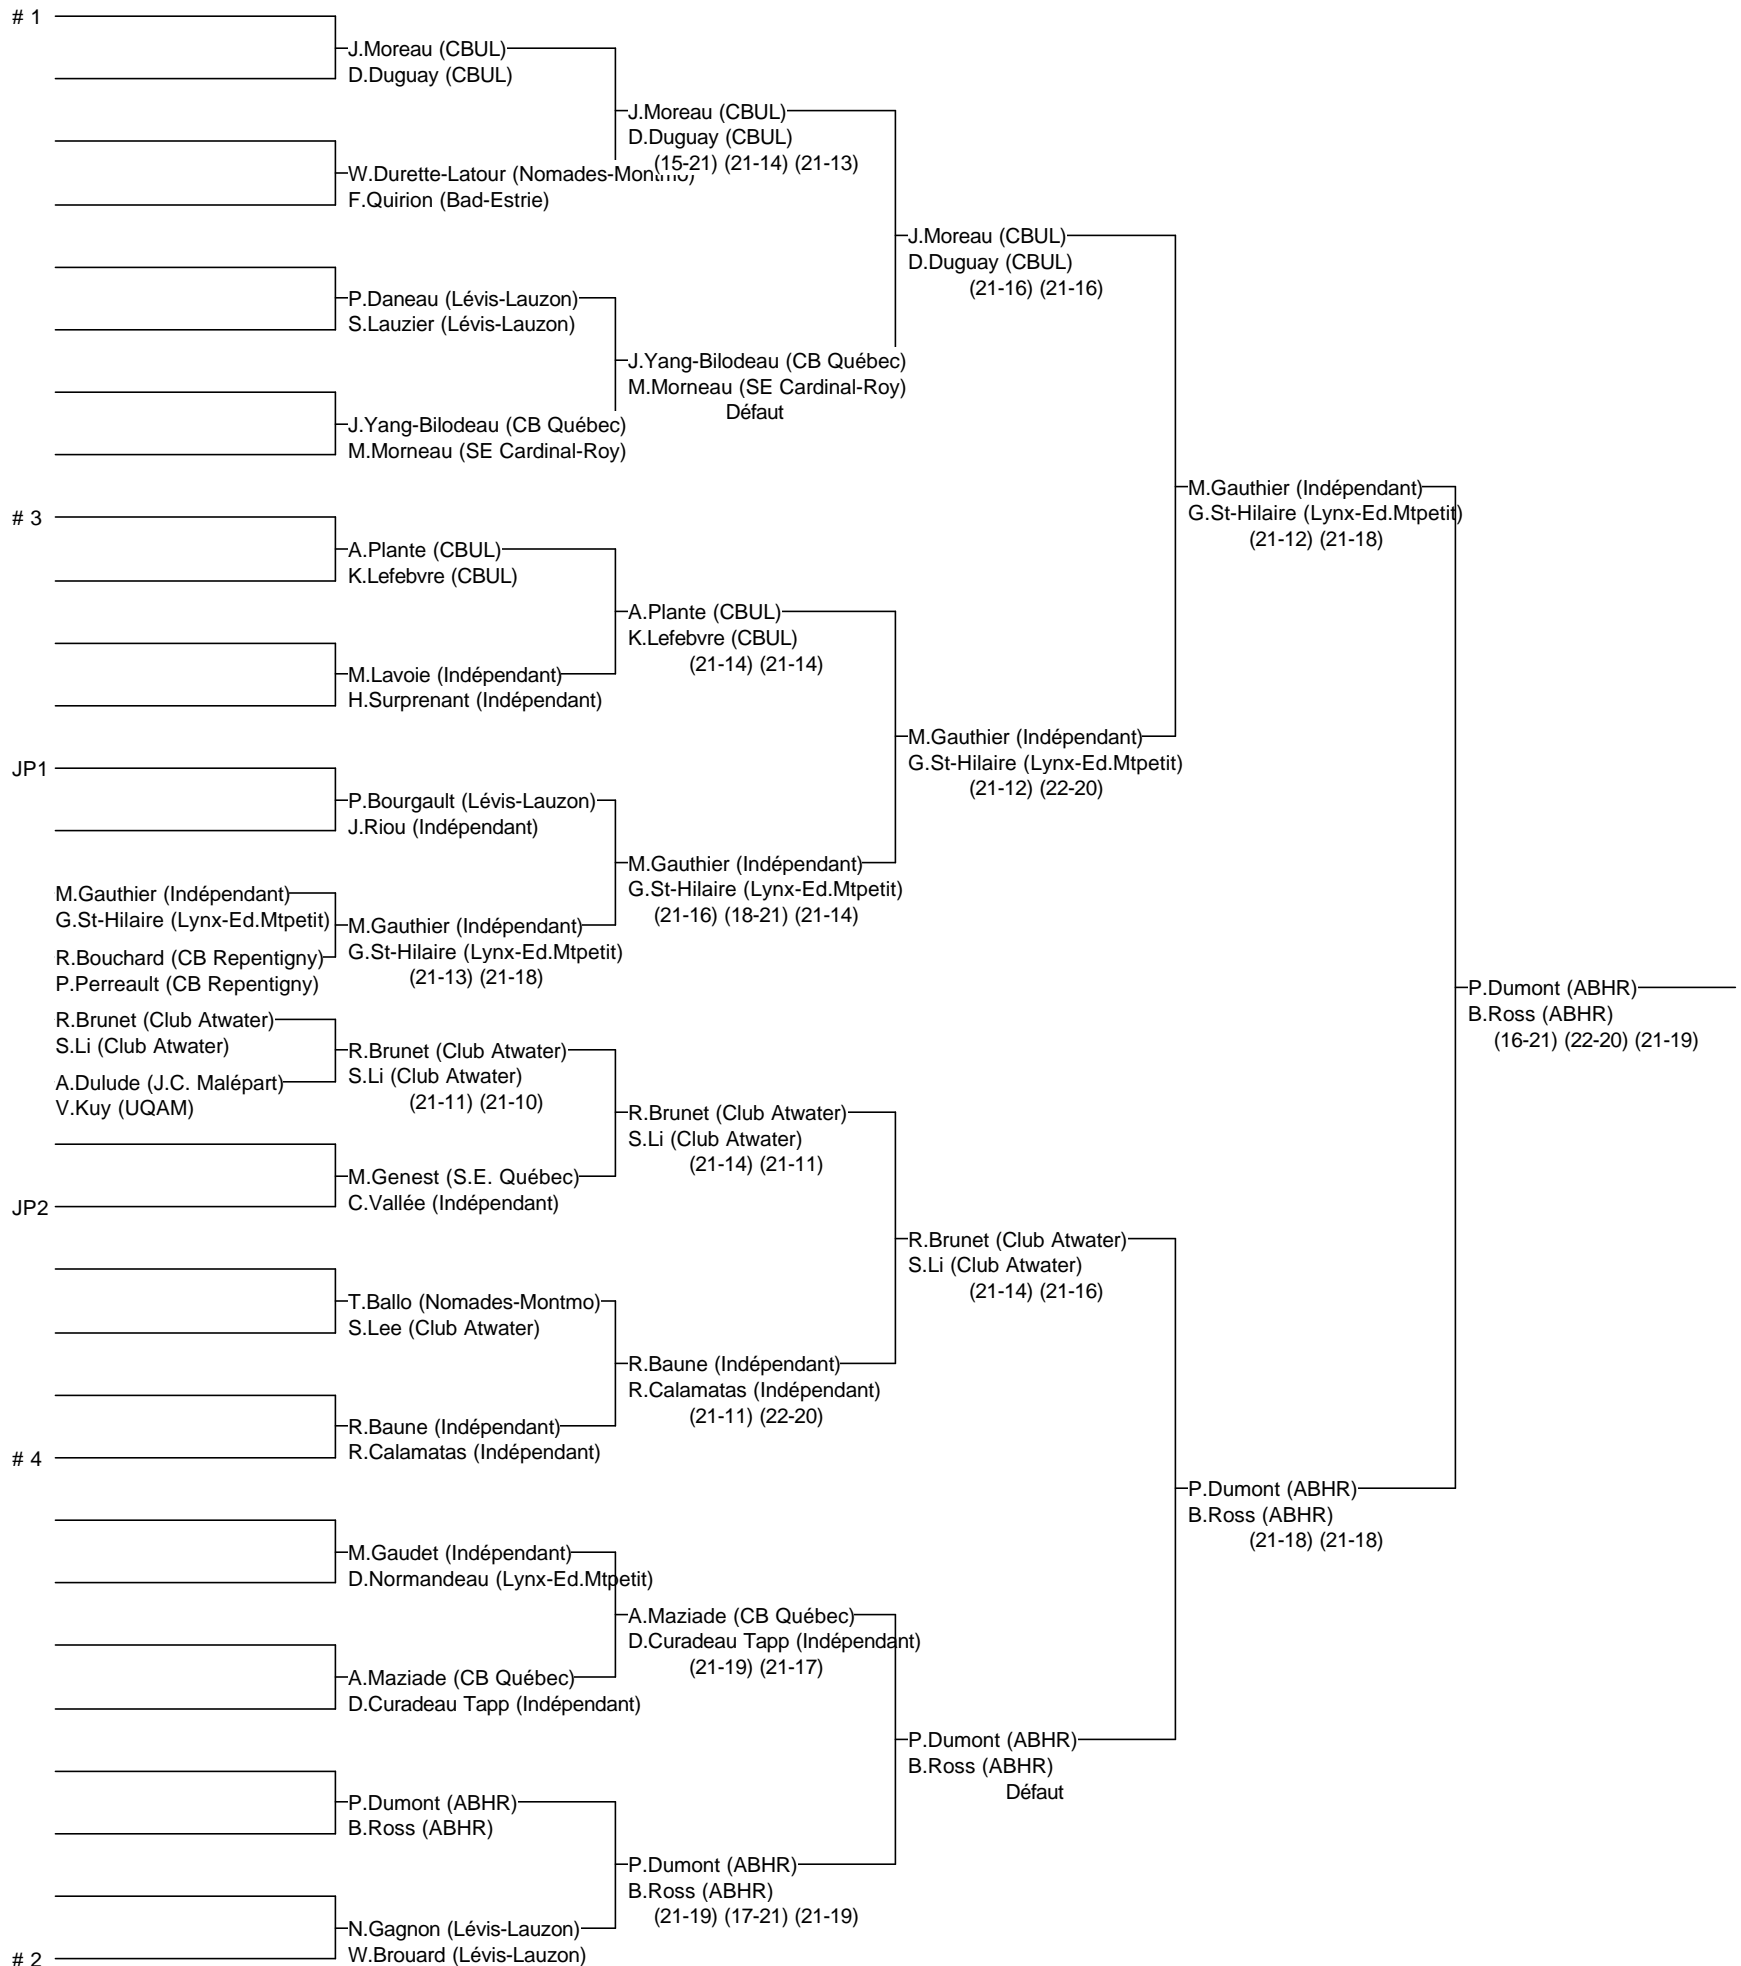 # 1
J.Moreau (CBUL)
D.Duguay (CBUL)
J.Moreau (CBUL)
D.Duguay (CBUL)
(15-21) (21-14) (21-13)
W.Durette-Latour (Nomades-Montmo)
F.Quirion (Bad-Estrie)
J.Moreau (CBUL)
D.Duguay (CBUL)
(21-16) (21-16)
P.Daneau (Lévis-Lauzon)
S.Lauzier (Lévis-Lauzon)
J.Yang-Bilodeau (CB Québec)
M.Morneau (SE Cardinal-Roy)
Défaut
J.Yang-Bilodeau (CB Québec)
M.Morneau (SE Cardinal-Roy)
M.Gauthier (Indépendant)
G.St-Hilaire (Lynx-Ed.Mtpetit)
(21-12) (21-18)
# 3
A.Plante (CBUL)
K.Lefebvre (CBUL)
A.Plante (CBUL)
K.Lefebvre (CBUL)
(21-14) (21-14)
M.Lavoie (Indépendant)
H.Surprenant (Indépendant)
M.Gauthier (Indépendant)
G.St-Hilaire (Lynx-Ed.Mtpetit)
(21-12) (22-20)
JP1
P.Bourgault (Lévis-Lauzon)
J.Riou (Indépendant)
M.Gauthier (Indépendant)
G.St-Hilaire (Lynx-Ed.Mtpetit)
(21-16) (18-21) (21-14)
M.Gauthier (Indépendant)
G.St-Hilaire (Lynx-Ed.Mtpetit)
M.Gauthier (Indépendant)
G.St-Hilaire (Lynx-Ed.Mtpetit)
(21-13) (21-18)
R.Bouchard (CB Repentigny)
P.Perreault (CB Repentigny)
P.Dumont (ABHR)
B.Ross (ABHR)
(16-21) (22-20) (21-19)
R.Brunet (Club Atwater)
S.Li (Club Atwater)
R.Brunet (Club Atwater)
S.Li (Club Atwater)
(21-11) (21-10)
A.Dulude (J.C. Malépart)
V.Kuy (UQAM)
R.Brunet (Club Atwater)
S.Li (Club Atwater)
(21-14) (21-11)
M.Genest (S.E. Québec)
C.Vallée (Indépendant)
JP2
R.Brunet (Club Atwater)
S.Li (Club Atwater)
(21-14) (21-16)
T.Ballo (Nomades-Montmo)
S.Lee (Club Atwater)
R.Baune (Indépendant)
R.Calamatas (Indépendant)
(21-11) (22-20)
R.Baune (Indépendant)
R.Calamatas (Indépendant)
# 4
P.Dumont (ABHR)
B.Ross (ABHR)
(21-18) (21-18)
M.Gaudet (Indépendant)
D.Normandeau (Lynx-Ed.Mtpetit)
A.Maziade (CB Québec)
D.Curadeau Tapp (Indépendant)
(21-19) (21-17)
A.Maziade (CB Québec)
D.Curadeau Tapp (Indépendant)
P.Dumont (ABHR)
B.Ross (ABHR)
Défaut
P.Dumont (ABHR)
B.Ross (ABHR)
P.Dumont (ABHR)
B.Ross (ABHR)
(21-19) (17-21) (21-19)
N.Gagnon (Lévis-Lauzon)
W.Brouard (Lévis-Lauzon)
# 2